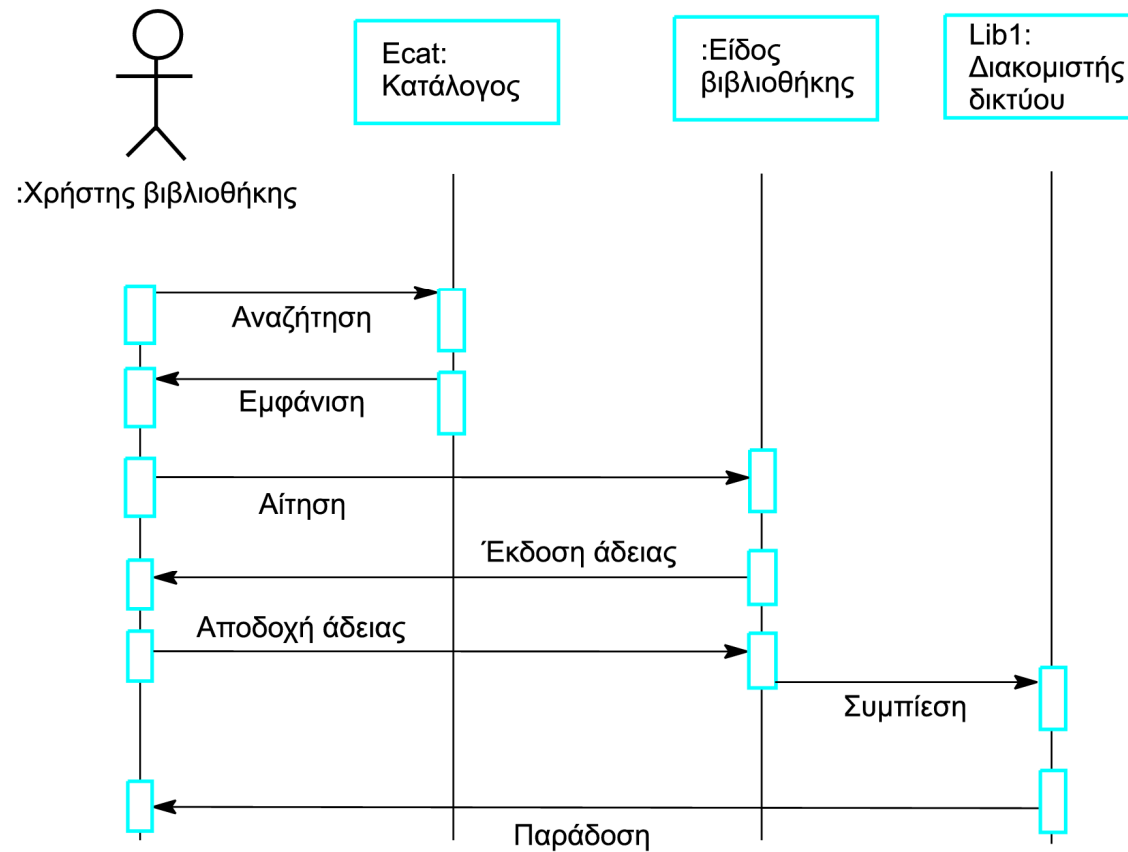 Ecat:
Κατάλογος
:Είδος
βιβλιοθήκης
Lib1:
Διακομιστής
δικτύου
:Χρήστης βιβλιοθήκης
Αναζήτηση
Εμφάνιση
Αίτηση
Έκδοση άδειας
Αποδοχή άδειας
Συμπίεση
Παράδοση